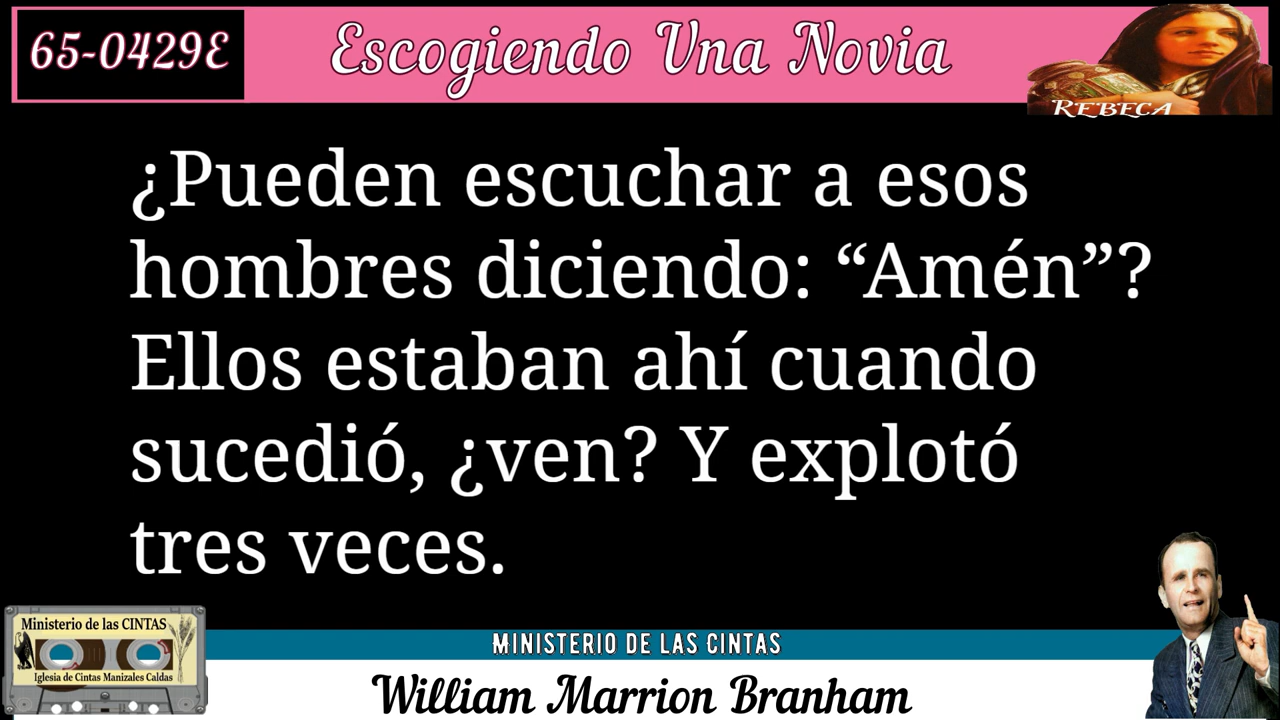 65-0429E
Escogiendo Una Novia
REBECA
¿Pueden escuchar a esos
hombres diciendo: “Amén”?
Ellos estaban ahí cuando
sucedió, ¿ven? Y explotó
tres veces.
Ministerio de las CINTAS
Iglesia de Cintas Manizales Caldas
MINISTERIO DE LAS CINTAS
William Marrion Branham